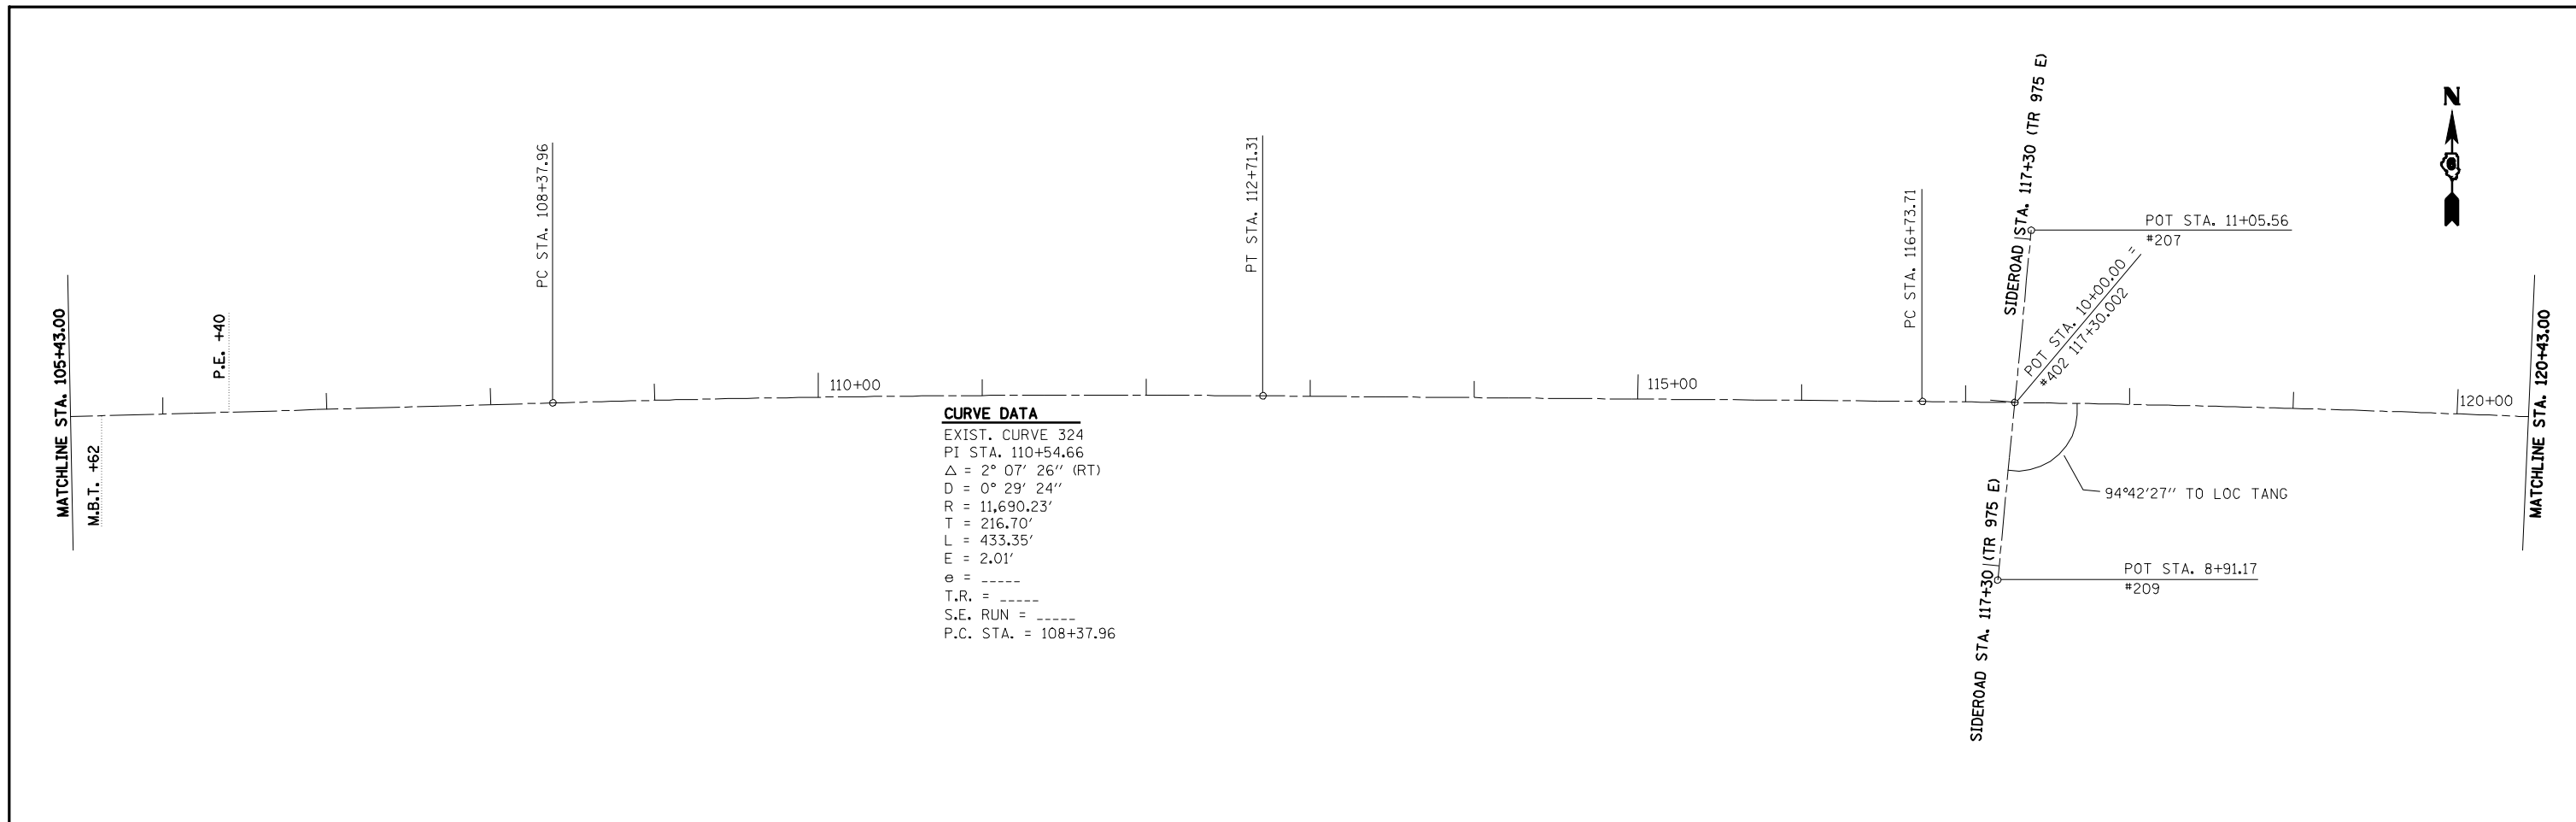 MATCHLINE STA. 105+43.00
M.B.T. +62
P.E. +40
PC STA. 108+37.96
110+00
PT STA. 112+71.31
115+00
PC STA. 116+73.71
SIDEROAD STA. 117+30 (TR 975 E)
N
POT STA. 11+05.56
#207
POT STA. 10+00.00 =
#402 117+30.002
120+00
MATCHLINE STA. 120+43.00
CURVE DATA
EXIST. CURVE 324
PI STA. 110+54.66
△ = 2° 07' 26'' (RT)
D = 0° 29' 24''
R = 11,690.23'
T = 216.70'
L = 433.35'
E = 2.01'
e = _____
T.R. = _____
S.E. RUN = _____
P.C. STA. = 108+37.96
94°42'27'' TO LOC TANG
SIDEROAD STA. 117+30 (TR 975 E)
POT STA. 8+91.17
#209